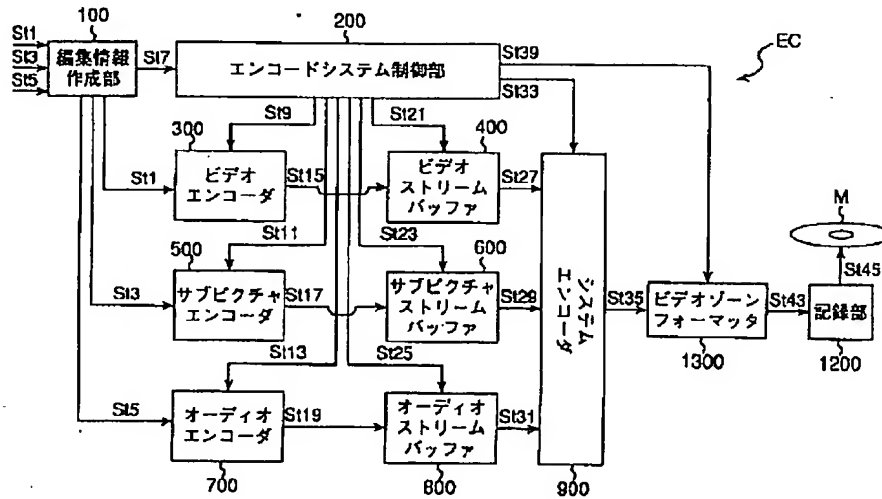 100
200
EC
St1
St3
St5
編集情報
作成部
St7
エンコードシステム制御部
St39
St33
St9
St21
300
400
St1
ビデオ
エンコーダ
St15
ビデオ
ストリーム
バッファ
St27
St11
St23
500
600
St3
サブピクチャ
エンコーダ
St17
サブピクチャ
ストリーム
バッファ
St29
St13
St25
St5
オーディオ
エンコーダ
St19
オーディオ
ストリーム
バッファ
St31
700
800
システム
エンコーダ
900
St35
ビデオゾーン
フォーマッタ
1300
St43
記録部
1200
St45
M